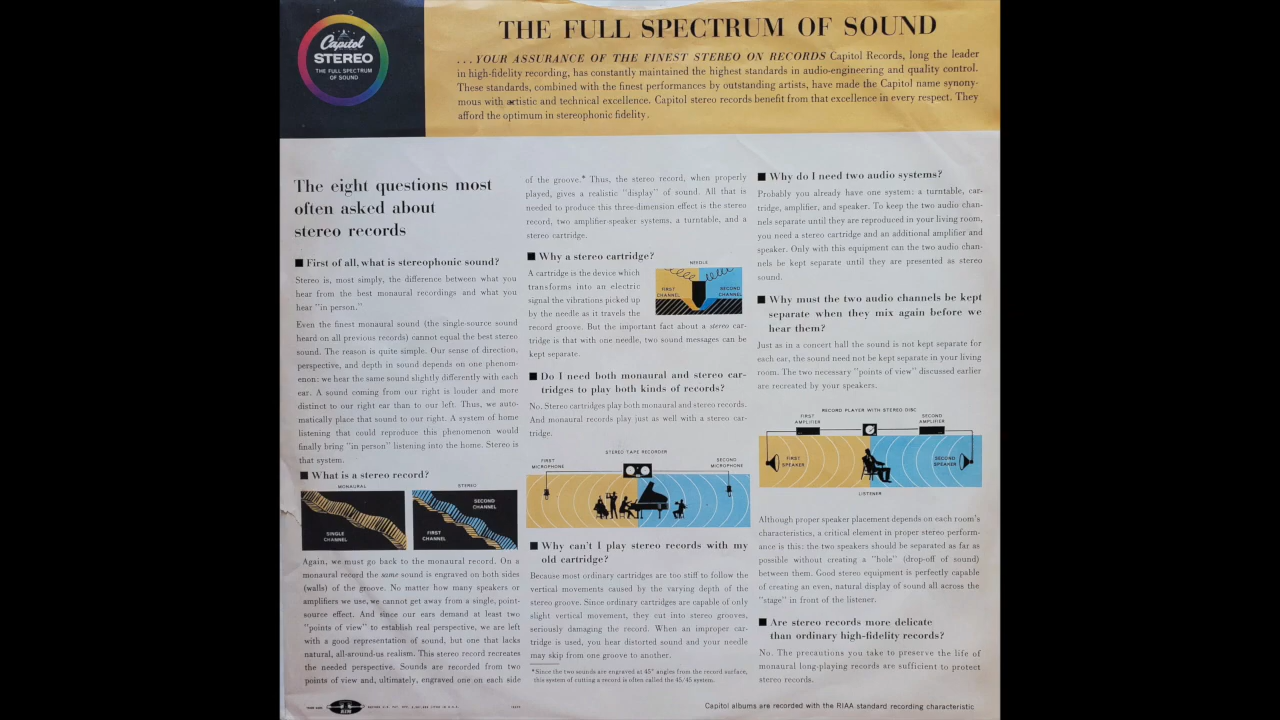 Capitol
STEREO
THE FULL SPECTRUM
OF SOUND
THE FULL SPECTRUM OF SOUND
. . . YOUR ASSURANCE OF THE FINEST STEREO ON RECORDS Capitol Records, long the leader
in high-fidelity recording, has constantly maintained the highest standards in audio-engineering and quality control.
These standards, combined with the finest performances by outstanding artists, have made the Capitol name synony-
mous with artistic and technical excellence. Capitol stereo records benefit from that excellence in every respect. They
afford the optimum in stereophonic fidelity.
The eight questions most
often asked about
stereo records
■ First of all, what is stereophonic sound?
Stereo is, most simply, the difference between what you
hear from the best monaural recordings and what you
hear "in person."
Even the finest monaural sound (the single-source sound
heard on all previous records) cannot equal the best stereo
sound. The reason is quite simple. Our sense of direction,
perspective, and depth in sound depends on one phenom-
enon: we hear the same sound slightly differently with each
ear. A sound coming from our right is louder and more
distinct to our right ear than to our left. Thus, we auto-
matically place that sound to our right. A system of home
listening that could reproduce this phenomenon would
finally bring "in person" listening into the home. Stereo is
that system.
■ What is a stereo record?
MONAURAL
STEREO
SINGLE
CHANNEL
SECOND
CHANNEL
FIRST
CHANNEL
Again, we must go back to the monaural record. On a
monaural record the same sound is engraved on both sides
(walls) of the groove. No matter how many speakers or
amplifiers we use, we cannot get away from a single, point-
source effect. And since our ears demand at least two
"points of view" to establish real perspective, we are left
with a good representation of sound, but one that lacks
natural, all-around-us realism. This stereo record recreates
the needed perspective. Sounds are recorded from two
points of view and, ultimately, engraved one on each side
of the groove.* Thus, the stereo record, when properly
played, gives a realistic "display" of sound. All that is
needed to produce this three-dimension effect is the stereo
record, two amplifier-speaker systems, a turntable, and a
stereo cartridge.
■ Why a stereo cartridge?
A cartridge is the device which
transforms into an electric
signal the vibrations picked up
by the needle as it travels the
record groove. But the important fact about a stereo car-
tridge is that with one needle, two sound messages can be
kept separate.
NEEDLE
FIRST
CHANNEL
SECOND
CHANNEL
■ Do I need both monaural and stereo car-
tridges to play both kinds of records?
No. Stereo cartridges play both monaural and stereo records.
And monaural records play just as well with a stereo car-
tridge.
STEREO TAPE RECORDER
FIRST
MICROPHONE
SECOND
MICROPHONE
■ Why can't I play stereo records with my
old cartridge?
Because most ordinary cartridges are too stiff to follow the
vertical movements caused by the varying depth of the
stereo groove. Since ordinary cartridges are capable of only
slight vertical movement, they cut into stereo grooves,
seriously damaging the record. When an improper car-
tridge is used, you hear distorted sound and your needle
may skip from one groove to another.
*Since the two sounds are engraved at 45° angles from the record surface,
this system of cutting a record is often called the 45/45 system.
■ Why do I need two audio systems?
Probably you already have one system: a turntable, car-
tridge, amplifier, and speaker. To keep the two audio chan-
nels separate until they are reproduced in your living room,
you need a stereo cartridge and an additional amplifier and
speaker. Only with this equipment can the two audio chan-
nels be kept separate until they are presented as stereo
sound.
■ Why must the two audio channels be kept
separate when they mix again before we
hear them?
Just as in a concert hall the sound is not kept separate for
each ear, the sound need not be kept separate in your living
room. The two necessary "points of view" discussed earlier
are recreated by your speakers.
RECORD PLAYER WITH STEREO DISC
FIRST
AMPLIFIER
SECOND
AMPLIFIER
FIRST
SPEAKER
SECOND
SPEAKER
LISTENER
Although proper speaker placement depends on each room's
characteristics, a critical element in proper stereo perform-
ance is this: the two speakers should be separated as far as
possible without creating a "hole" (drop-off of sound)
between them. Good stereo equipment is perfectly capable
of creating an even, natural display of sound all across the
"stage" in front of the listener.
■ Are stereo records more delicate
than ordinary high-fidelity records?
No. The precautions you take to preserve the life of
monaural long-playing records are sufficient to protect
stereo records.
Capitol albums are recorded with the RIAA standard recording characteristic